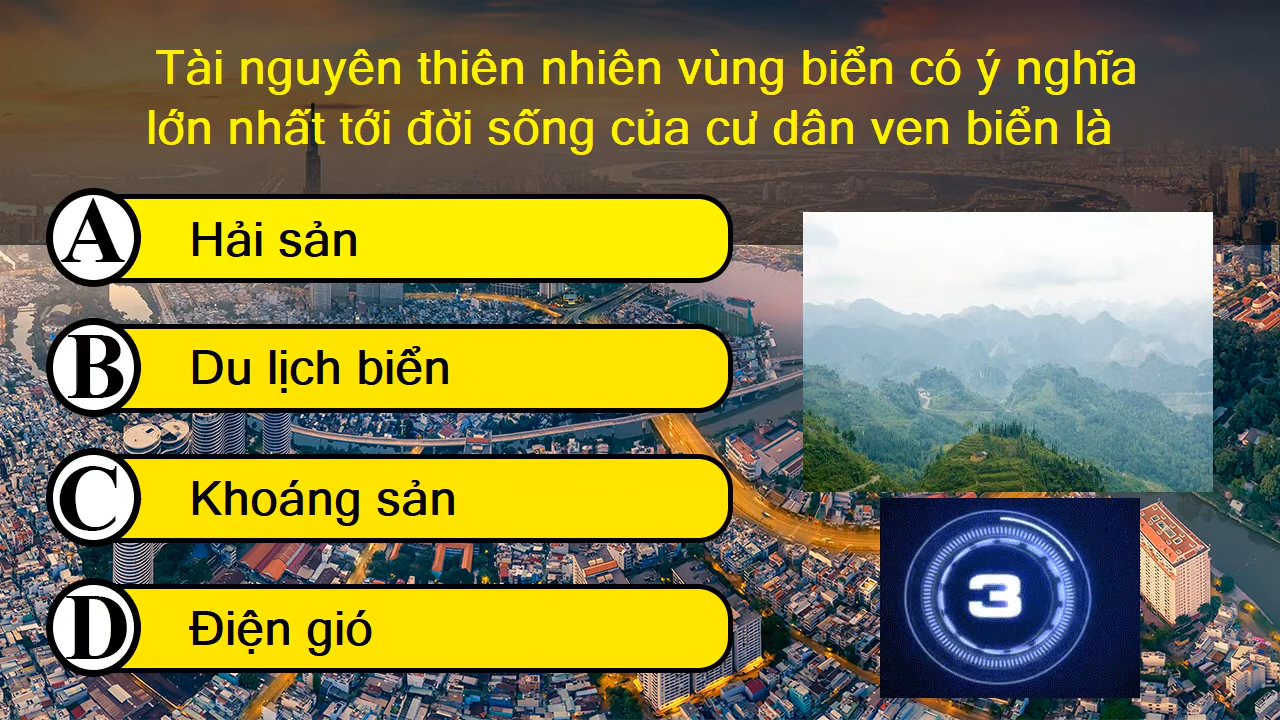 Tài nguyên thiên nhiên vùng biển có ý nghĩa
lớn nhất tới đời sống của cư dân ven biển là
A Hải sản
B Du lịch biển
C Khoáng sản
D Điện gió
3